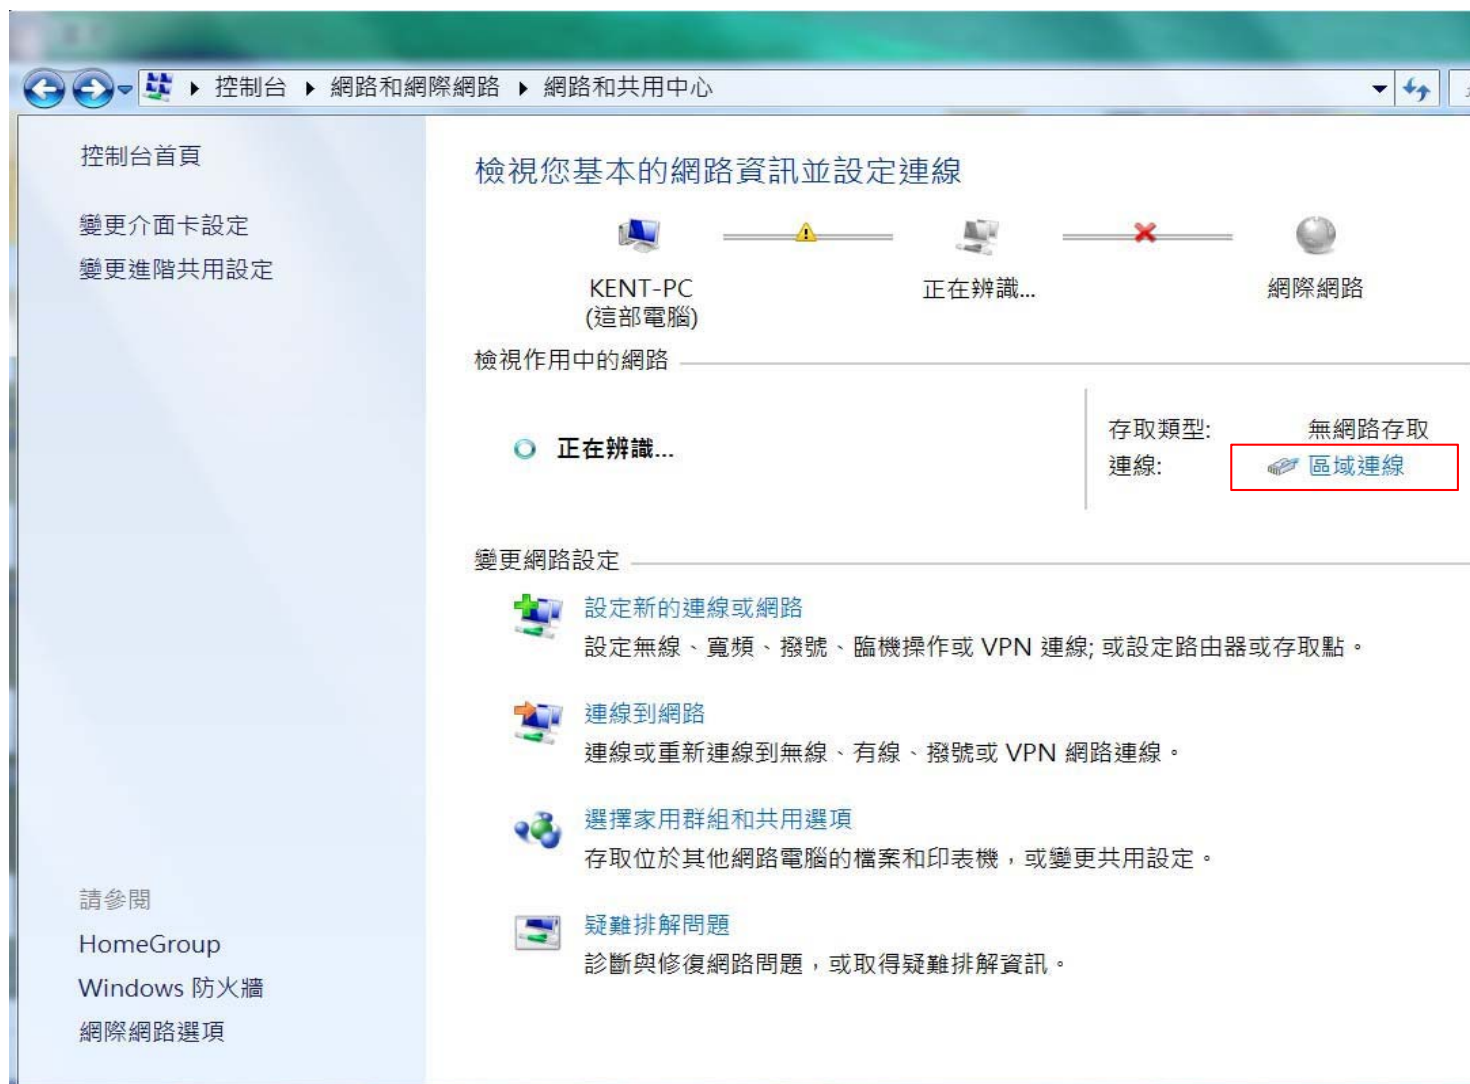 控制台 ▸ 網路和網際網路 ▸ 網路和共用中心
控制台首頁
變更介面卡設定
變更進階共用設定
檢視您基本的網路資訊並設定連線
KENT-PC
(這部電腦)
正在辨識...
網際網路
檢視作用中的網路
正在辨識...
存取類型: 無網路存取
連線: 區域連線
變更網路設定
設定新的連線或網路
設定無線、寬頻、撥號、臨機操作或 VPN 連線; 或設定路由器或存取點。
連線到網路
連線或重新連線到無線、有線、撥號或 VPN 網路連線。
選擇家用群組和共用選項
存取位於其他網路電腦的檔案和印表機，或變更共用設定。
疑難排解問題
診斷與修復網路問題，或取得疑難排解資訊。
請參閱
HomeGroup
Windows 防火牆
網際網路選項